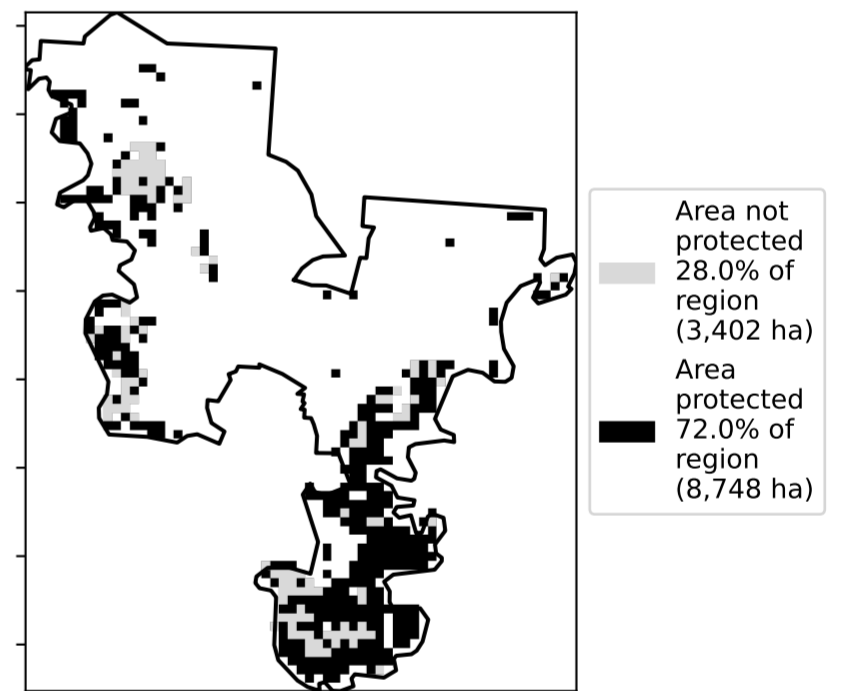 Area not
protected
28.0% of
region
(3,402 ha)
Area
protected
72.0% of
region
(8,748 ha)